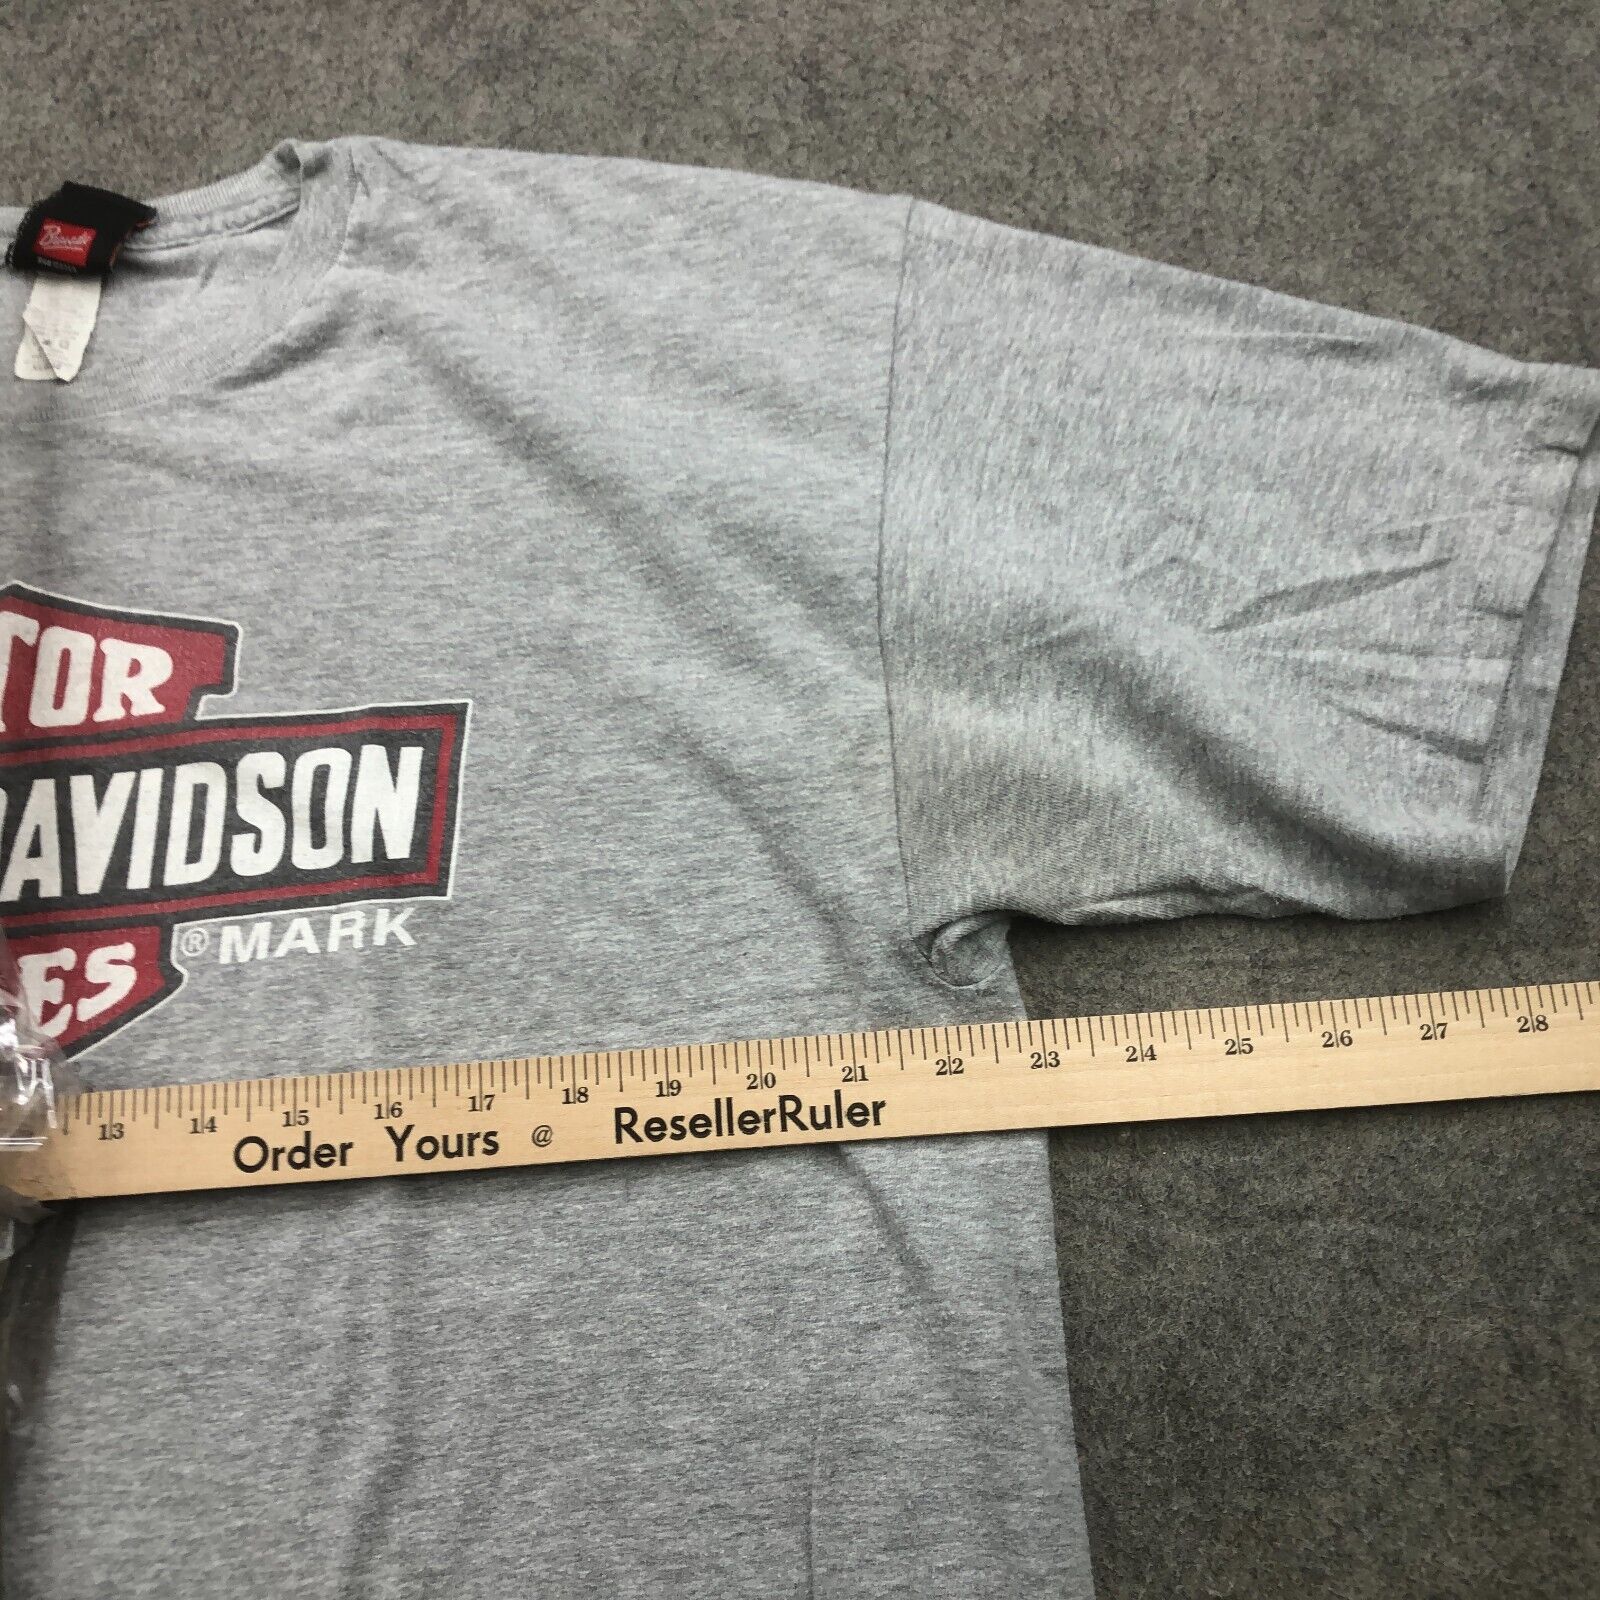 TOR
DAVIDSON
ES
® MARK
13 14 15 16 17 18 19 20 21 22 23 24 25 26 27 28
Order Yours @ ResellerRuler